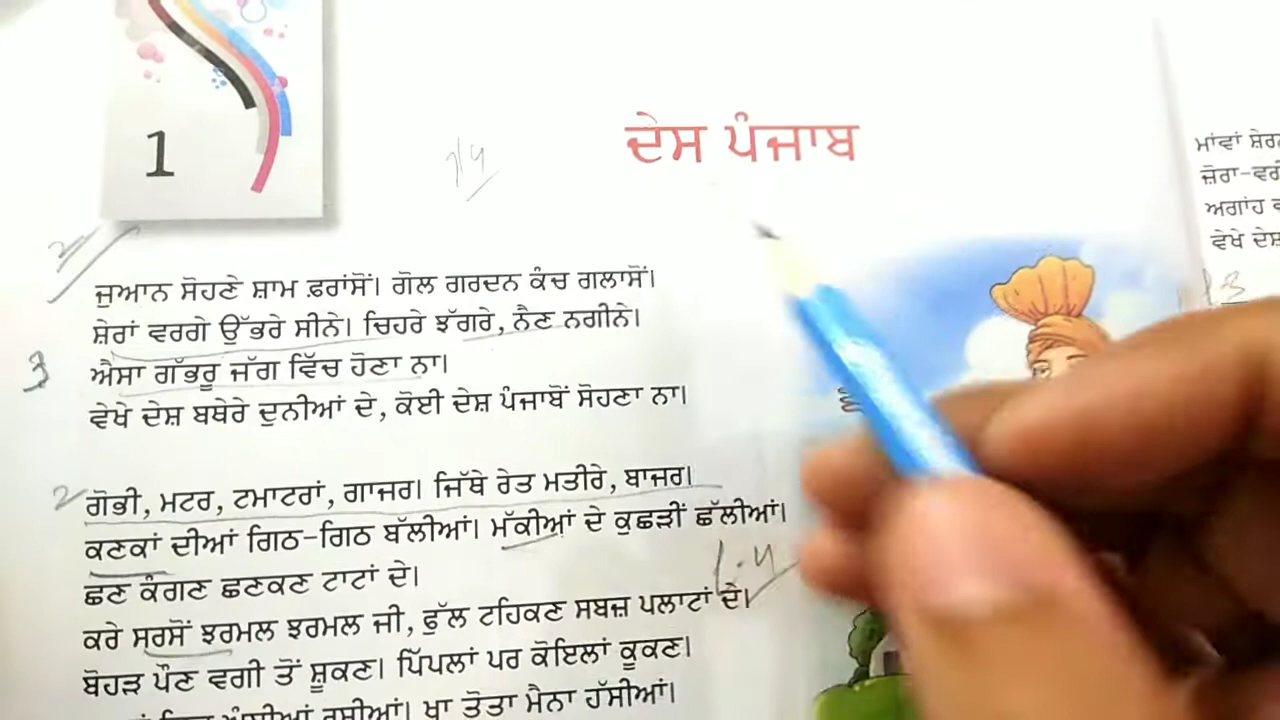 1
ਦੇਸ ਪੰਜਾਬ
ਜੁਆਨ ਸੋਹਣੇ ਸ਼ਾਮ ਫ਼ਰਾਂਸੋਂ। ਗੋਲ ਗਰਦਨ ਕੰਚ ਗਲਾਸੋਂ।
ਸ਼ੇਰਾਂ ਵਰਗੇ ਉੱਭਰੇ ਸੀਨੇ। ਚਿਹਰੇ ਝੱਗਰੇ, ਨੈਣ ਨਗੀਨੇ।
3
ਐਸਾ ਗੱਭਰੂ ਜੱਗ ਵਿੱਚ ਹੋਣਾ ਨਾ।
ਵੇਖੇ ਦੇਸ਼ ਬਥੇਰੇ ਦੁਨੀਆਂ ਦੇ, ਕੋਈ ਦੇਸ਼ ਪੰਜਾਬੋਂ ਸੋਹਣਾ ਨਾ।
2
ਗੋਭੀ, ਮਟਰ, ਟਮਾਟਰਾਂ, ਗਾਜਰ। ਜਿੱਥੇ ਰੇਤ ਮਤੀਰੇ, ਬਾਜਰ।
ਕਣਕਾਂ ਦੀਆਂ ਗਿਠ-ਗਿਠ ਬੱਲੀਆਂ। ਮੱਕੀਆਂ ਦੇ ਕੁਛੜੀਂ ਛੱਲੀਆਂ।
ਛਣ ਕੰਗਣ ਛਣਕਣ ਟਾਟਾਂ ਦੇ।
ਕਰੇ ਸਰਸੋਂ ਝਰਮਲ ਝਰਮਲ ਜੀ, ਫੁੱਲ ਟਹਿਕਣ ਸਬਜ਼ ਪਲਾਟਾਂ ਦੇ।
ਬੋਹੜ ਪੌਣ ਵਗੀ ਤੋਂ ਸ਼ੂਕਣ। ਪਿੱਪਲਾਂ ਪਰ ਕੋਇਲਾਂ ਕੂਕਣ।
ਖਾ ਤੋਤਾ ਮੈਨਾ ਹੱਸੀਆਂ।
ਮਾਂਵਾਂ
ਜ਼ੋਰਾ-
ਅਗਾਂਹ
ਵੇਖੇ